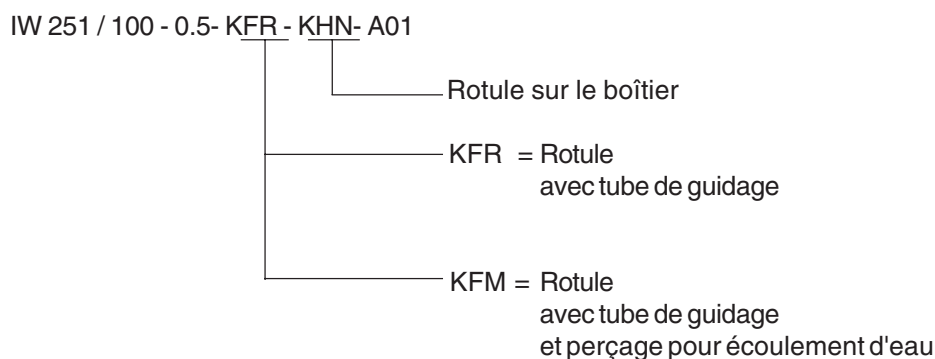 IW 251 / 100 - 0.5- KFR - KHN- A01
Rotule sur le boîtier
KFR = Rotule
avec tube de guidage
KFM = Rotule
avec tube de guidage
et perçage pour écoulement d'eau